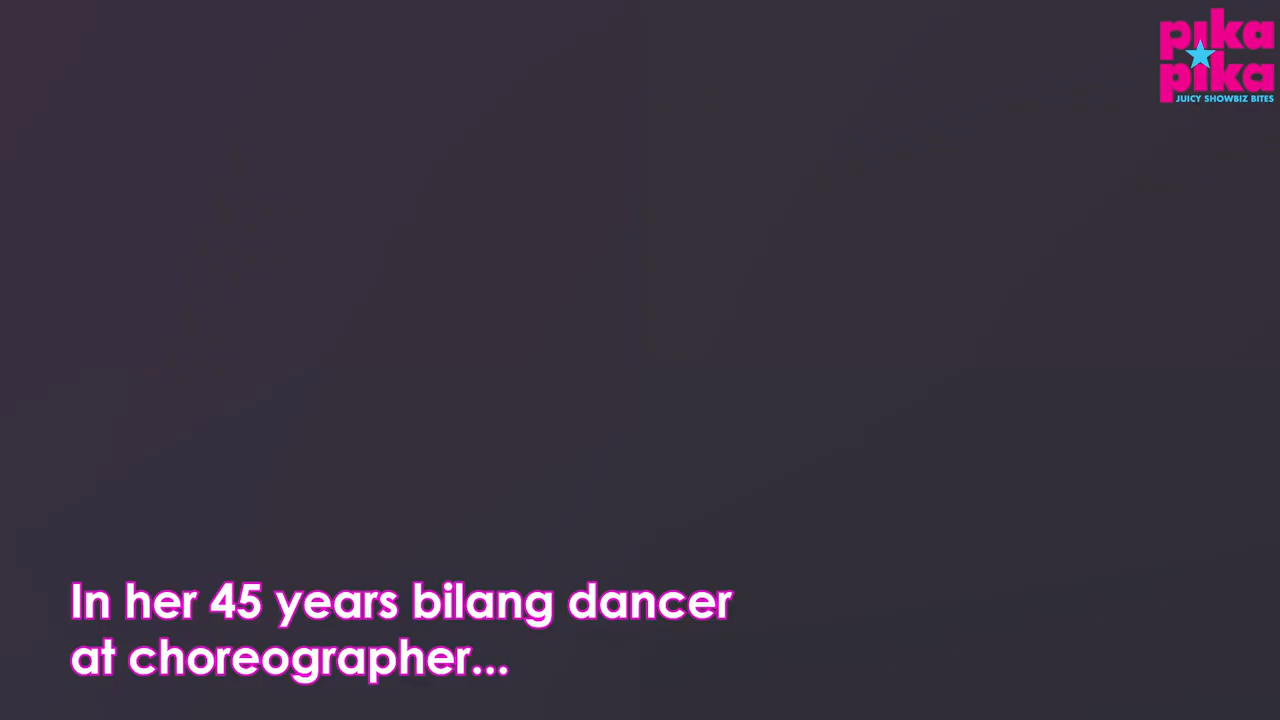 pika
pika
JUICY SHOWBIZ BITES
In her 45 years bilang dancer
at choreographer...